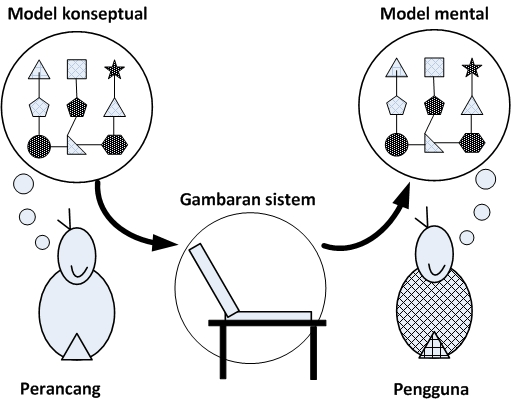 Model konseptual
Model mental
Gambaran sistem
Perancang
Pengguna